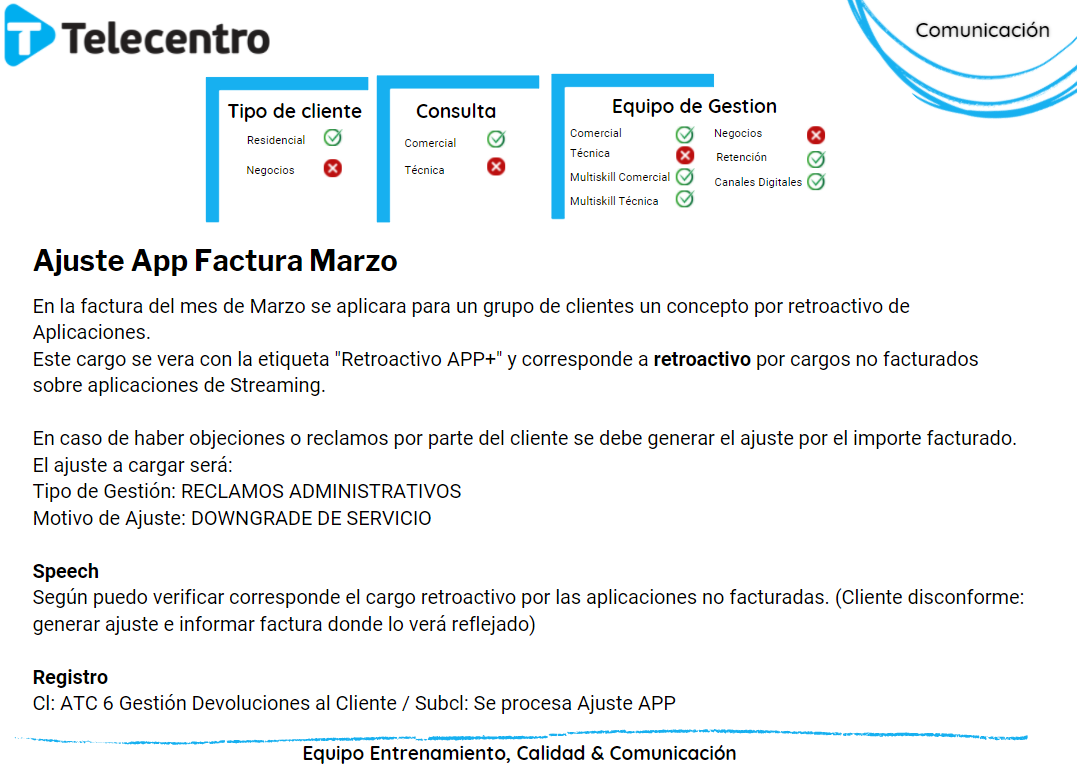 Telecentro
Comunicación
Tipo de cliente
Residencial
Negocios
Consulta
Comercial
Técnica
Equipo de Gestion
Comercial
Técnica
Multiskill Comercial
Multiskill Técnica
Negocios
Retención
Canales Digitales
Ajuste App Factura Marzo
En la factura del mes de Marzo se aplicara para un grupo de clientes un concepto por retroactivo de
Aplicaciones.
Este cargo se vera con la etiqueta "Retroactivo APP+" y corresponde a retroactivo por cargos no facturados
sobre aplicaciones de Streaming.
En caso de haber objeciones o reclamos por parte del cliente se debe generar el ajuste por el importe facturado.
El ajuste a cargar será:
Tipo de Gestión: RECLAMOS ADMINISTRATIVOS
Motivo de Ajuste: DOWNGRADE DE SERVICIO
Speech
Según puedo verificar corresponde el cargo retroactivo por las aplicaciones no facturadas. (Cliente disconforme:
generar ajuste e informar factura donde lo verá reflejado)
Registro
Cl: ATC 6 Gestión Devoluciones al Cliente / Subcl: Se procesa Ajuste APP
Equipo Entrenamiento, Calidad & Comunicación